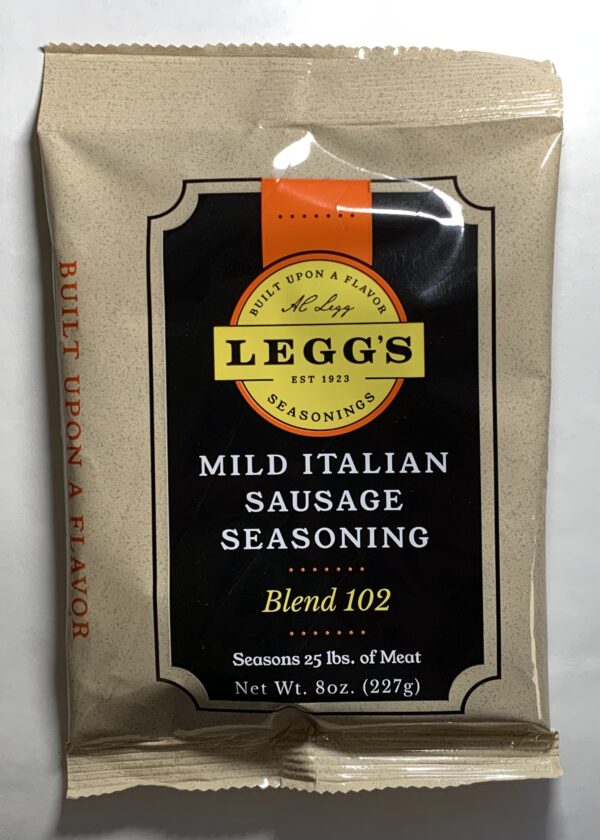 BUILT UPON A FLAVOR
AC Legg
LEGG'S
EST 1923
SEASONINGS
MILD ITALIAN
SAUSAGE
SEASONING
Blend 102
Seasons 25 lbs. of Meat
Net Wt. 8oz. (227g)
BUILT UPON A FLAVOR